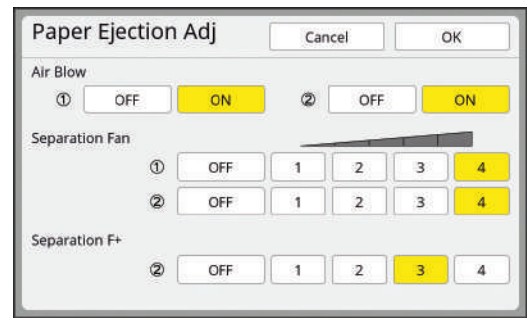 Paper Ejection Adj Cancel OK
Air Blow
① OFF ON ② OFF ON
Separation Fan
① OFF 1 2 3 4
② OFF 1 2 3 4
Separation F+
② OFF 1 2 3 4